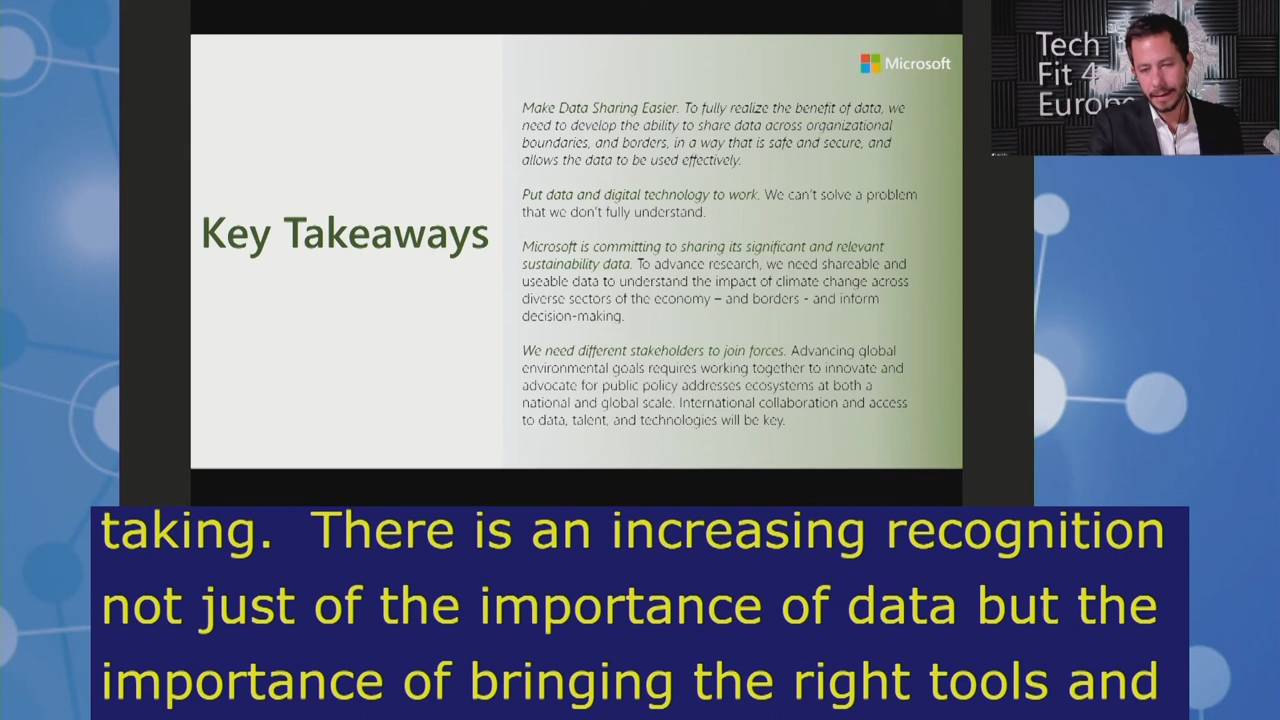 Microsoft
Tech
Fit 4
Europe
Key Takeaways
Make Data Sharing Easier. To fully realize the benefit of data, we
need to develop the ability to share data across organizational
boundaries, and borders, in a way that is safe and secure, and
allows the data to be used effectively.
Put data and digital technology to work. We can't solve a problem
that we don't fully understand.
Microsoft is committing to sharing its significant and relevant
sustainability data. To advance research, we need shareable and
useable data to understand the impact of climate change across
diverse sectors of the economy – and borders - and inform
decision-making.
We need different stakeholders to join forces. Advancing global
environmental goals requires working together to innovate and
advocate for public policy addresses ecosystems at both a
national and global scale. International collaboration and access
to data, talent, and technologies will be key.
taking. There is an increasing recognition
not just of the importance of data but the
importance of bringing the right tools and